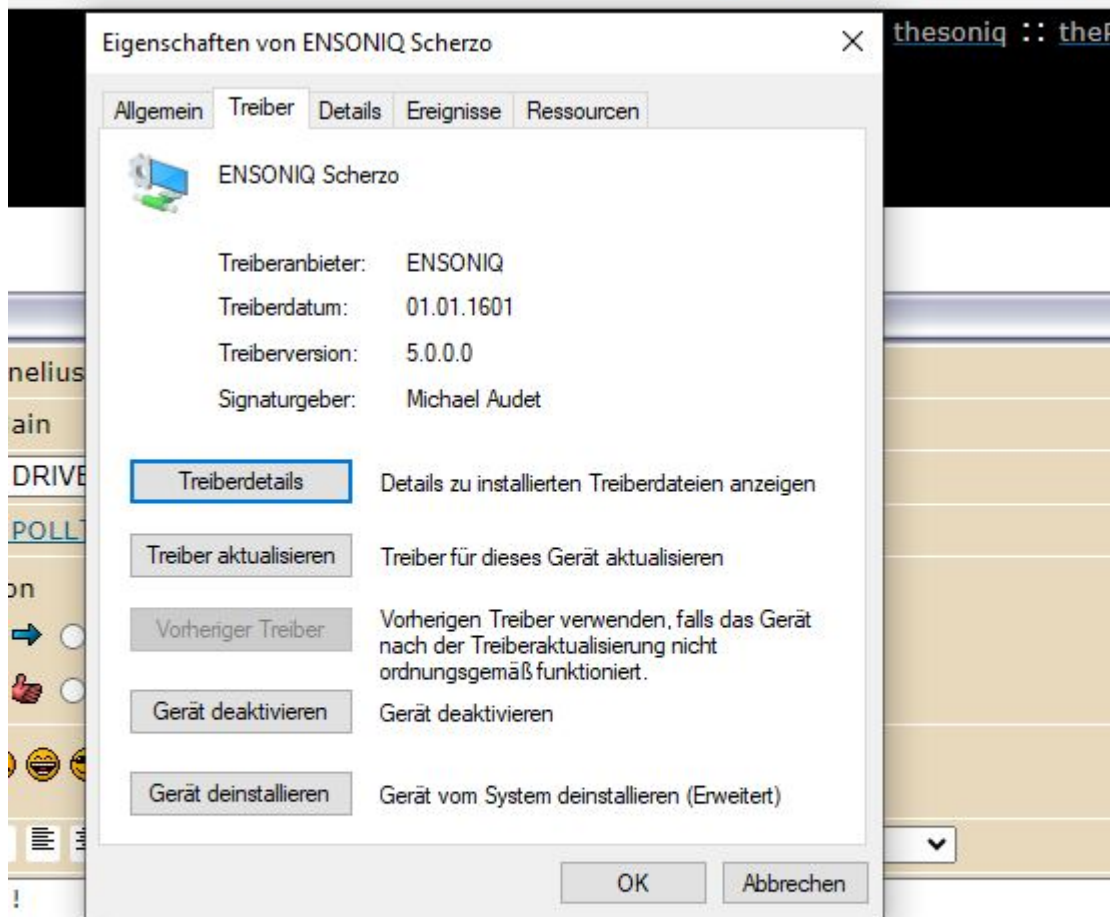 thesoniq :: theP
Eigenschaften von ENSONIQ Scherzo
Allgemein Treiber Details Ereignisse Ressourcen
ENSONIQ Scherzo
Treiberanbieter: ENSONIQ
Treiberdatum: 01.01.1601
Treiberversion: 5.0.0.0
Signaturgeber: Michael Audet
nelius
ain
DRIVE
POLL
on
Treiberdetails Details zu installierten Treiberdateien anzeigen
Treiber aktualisieren Treiber für dieses Gerät aktualisieren
Vorheriger Treiber Vorherigen Treiber verwenden, falls das Gerät
nach der Treiberaktualisierung nicht
ordnungsgemäß funktioniert.
Gerät deaktivieren Gerät deaktivieren
Gerät deinstallieren Gerät vom System deinstallieren (Erweitert)
OK Abbrechen
!